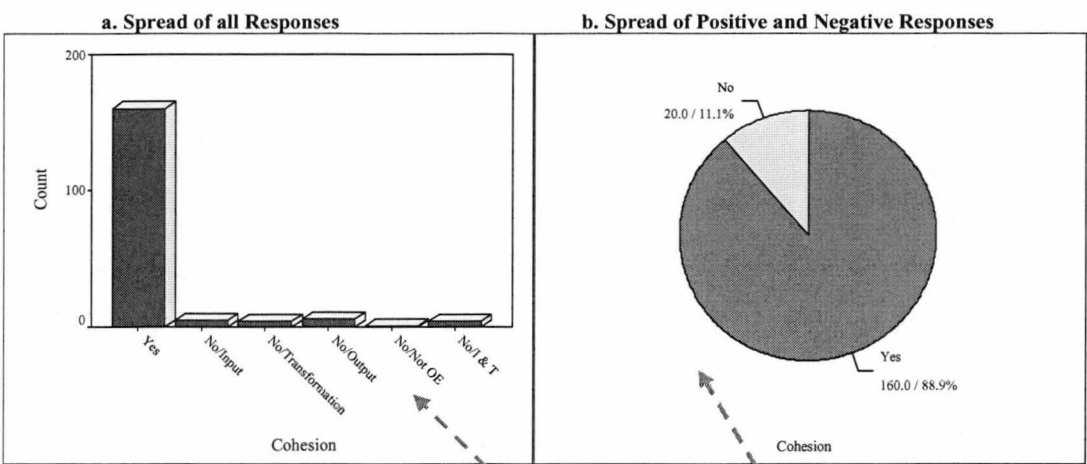 a. Spread of all Responses
200
100
0
Count
Yes
No/Input
No/Transformation
No/Output
No/Not OE
No/I & T
Cohesion
b. Spread of Positive and Negative Responses
No
20.0 / 11.1%
Yes
160.0 / 88.9%
Cohesion